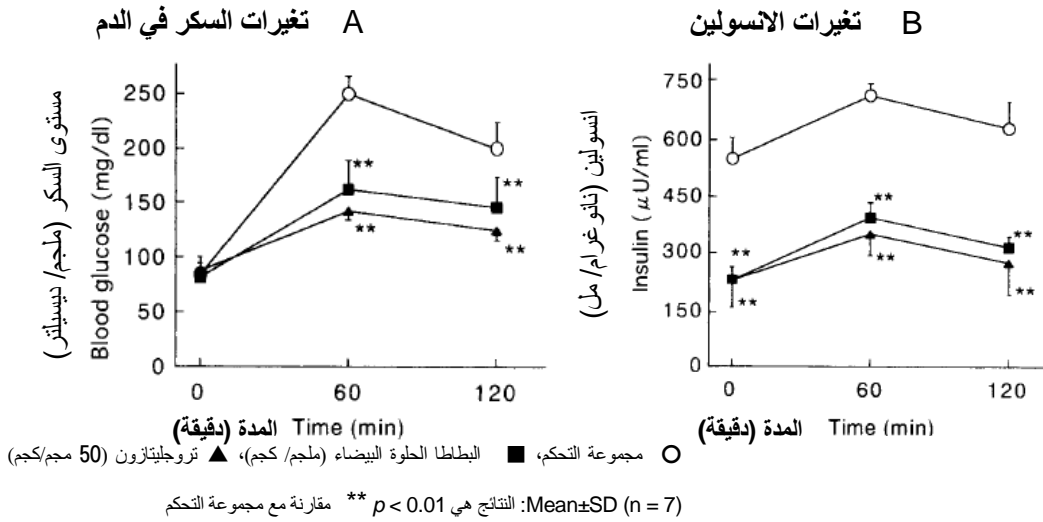 A تغيرات السكر في الدم
B تغيرات الانسولين
مستوى السكر (ملجم/ ديسيلتر)
Blood glucose (mg/dl)
250
200
150
100
50
0
** **
** **
0 60 120
المدة (دقيقة) Time (min)
انسولين (نانو غرام/ مل)
Insulin ( μU/ml)
750
600
450
300
150
0
** ** **
** ** **
0 60 120
المدة (دقيقة) Time (min)
○ مجموعة التحكم، ■ البطاطا الحلوة البيضاء (ملجم/ كجم)، ▲ تروجليتازون (50 مجم/كجم)
Mean±SD (n = 7): النتائج هي p < 0.01 ** مقارنة مع مجموعة التحكم